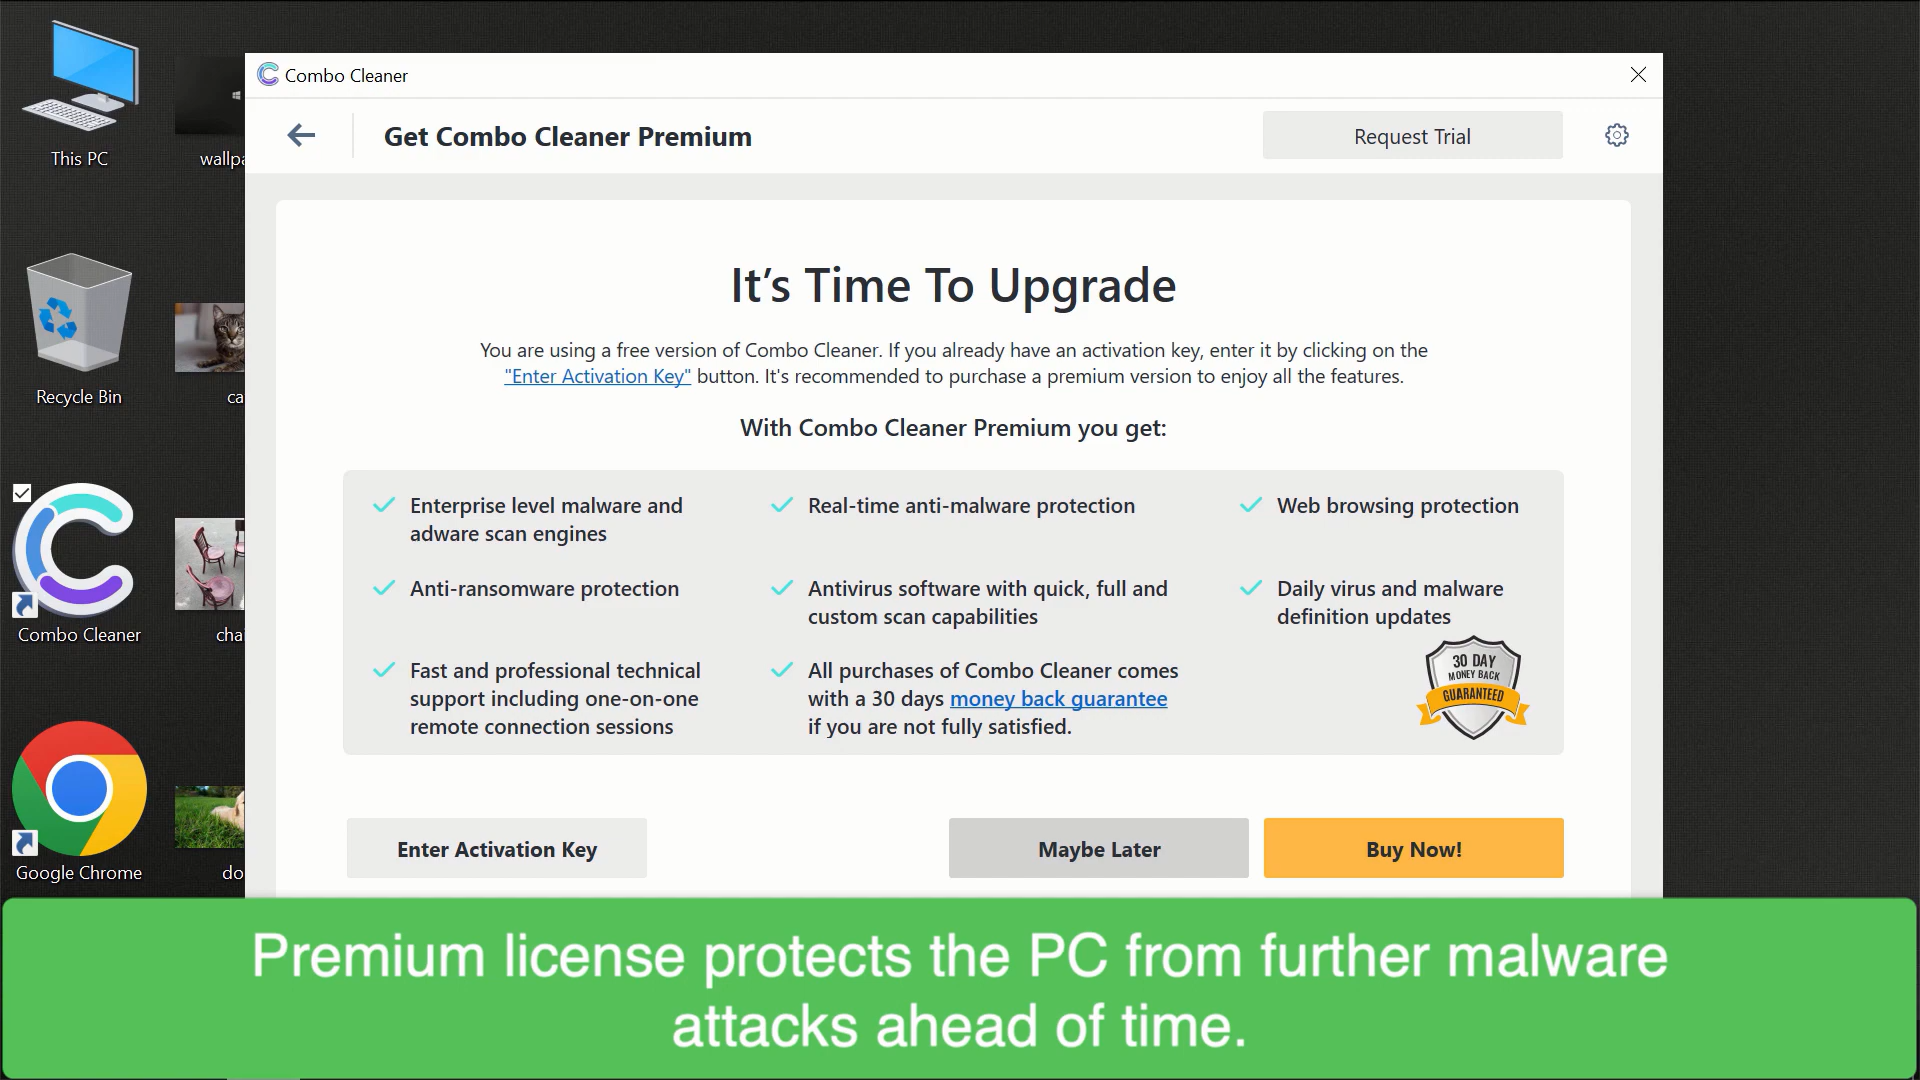 This PC
wallpa
Recycle Bin
ca
Combo Cleaner
chai
Google Chrome
do
Combo Cleaner
Get Combo Cleaner Premium
Request Trial
It’s Time To Upgrade
You are using a free version of Combo Cleaner. If you already have an activation key, enter it by clicking on the
"Enter Activation Key" button. It's recommended to purchase a premium version to enjoy all the features.
With Combo Cleaner Premium you get:
Enterprise level malware and
adware scan engines
Real-time anti-malware protection
Web browsing protection
Anti-ransomware protection
Antivirus software with quick, full and
custom scan capabilities
Daily virus and malware
definition updates
Fast and professional technical
support including one-on-one
remote connection sessions
All purchases of Combo Cleaner comes
with a 30 days money back guarantee
if you are not fully satisfied.
30 DAY
MONEY BACK
GUARANTEED
Enter Activation Key
Maybe Later
Buy Now!
Premium license protects the PC from further malware
attacks ahead of time.